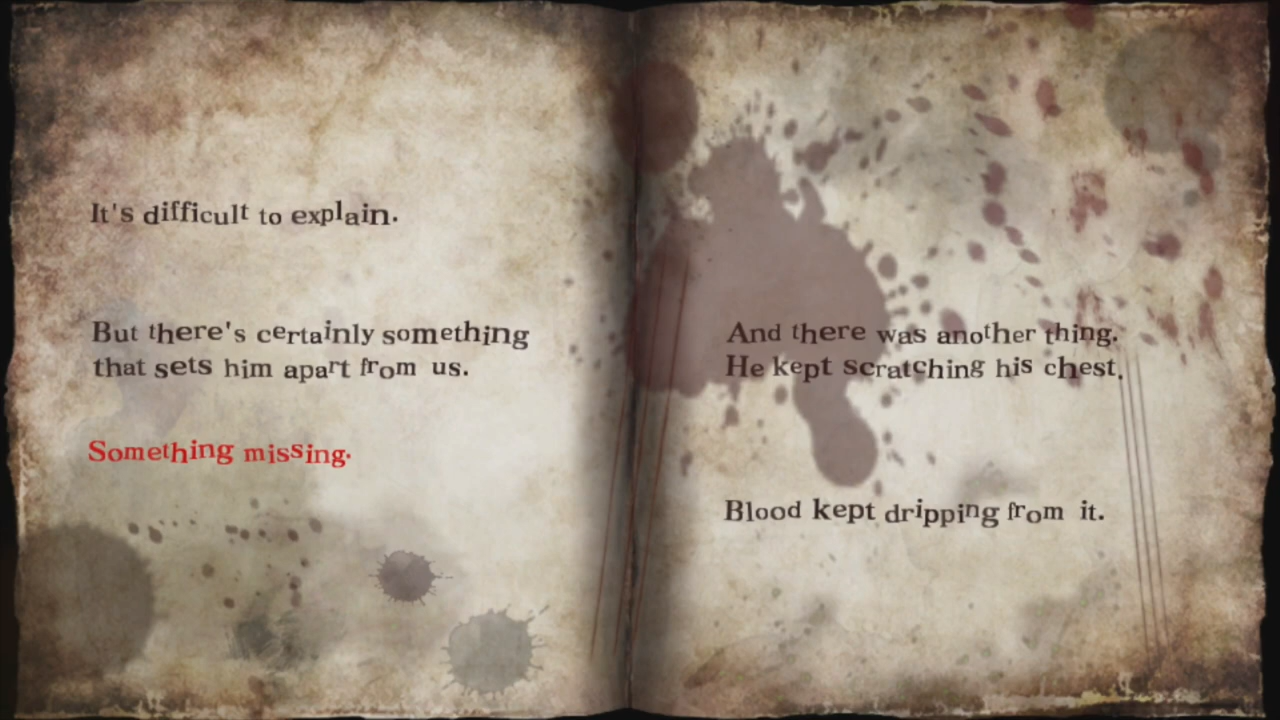 It's difficult to explain.
But there's certainly something
that sets him apart from us.
Something missing.
And there was another thing.
He kept scratching his chest.
Blood kept dripping from it.